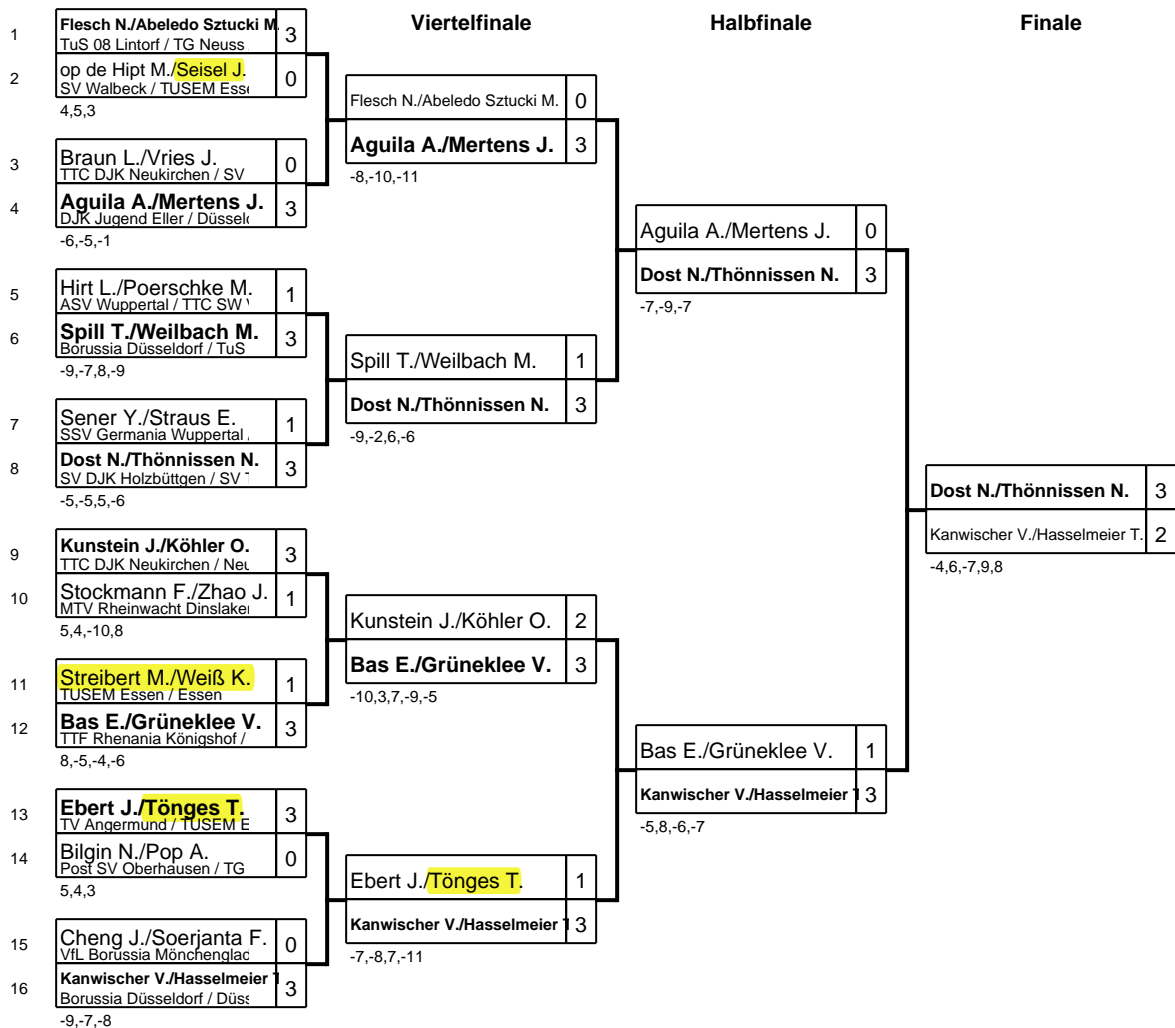 Viertelfinale
Halbfinale
Finale
1
Flesch N./Abeledo Sztucki M.
3
TuS 08 Lintorf / TG Neuss
2
op de Hipt M./Seisel J.
0
SV Walbeck / TUSEM Esse
4,5,3
3
Braun L./Vries J.
0
TTC DJK Neukirchen / SV
4
Aguila A./Mertens J.
3
DJK Jugend Eller / Düsseld
-6,-5,-1
5
Hirt L./Poerschke M.
1
ASV Wuppertal / TTC SW
6
Spill T./Weilbach M.
3
Borussia Düsseldorf / TuS
-9,-7,8,-9
7
Sener Y./Straus E.
1
SSV Germania Wuppertal
8
Dost N./Thönnissen N.
3
SV DJK Holzbüttgen / SV
-5,-5,5,-6
9
Kunstein J./Köhler O.
3
TTC DJK Neukirchen / Neu
10
Stockmann F./Zhao J.
1
MTV Rheinwacht Dinslaken
5,4,-10,8
11
Streibert M./Weiß K.
1
TUSEM Essen / Essen
12
Bas E./Grüneklee V.
3
TTF Rhenania Königshof /
8,-5,-4,-6
13
Ebert J./Tönges T.
3
TV Angermund / TUSEM E
14
Bilgin N./Pop A.
0
Post SV Oberhausen / TG
5,4,3
15
Cheng J./Soerjanta F.
0
VfL Borussia Mönchenglad
16
Kanwischer V./Hasselmeier T
3
Borussia Düsseldorf / Düss
-9,-7,-8
Flesch N./Abeledo Sztucki M.
0
Aguila A./Mertens J.
3
-8,-10,-11
Spill T./Weilbach M.
1
Dost N./Thönnissen N.
3
-9,-2,6,-6
Kunstein J./Köhler O.
2
Bas E./Grüneklee V.
3
-10,3,7,-9,-5
Ebert J./Tönges T.
1
Kanwischer V./Hasselmeier T
3
-7,-8,7,-11
Aguila A./Mertens J.
0
Dost N./Thönnissen N.
3
-7,-9,-7
Bas E./Grüneklee V.
1
Kanwischer V./Hasselmeier T
3
-5,8,-6,-7
Dost N./Thönnissen N.
3
Kanwischer V./Hasselmeier T.
2
-4,6,-7,9,8